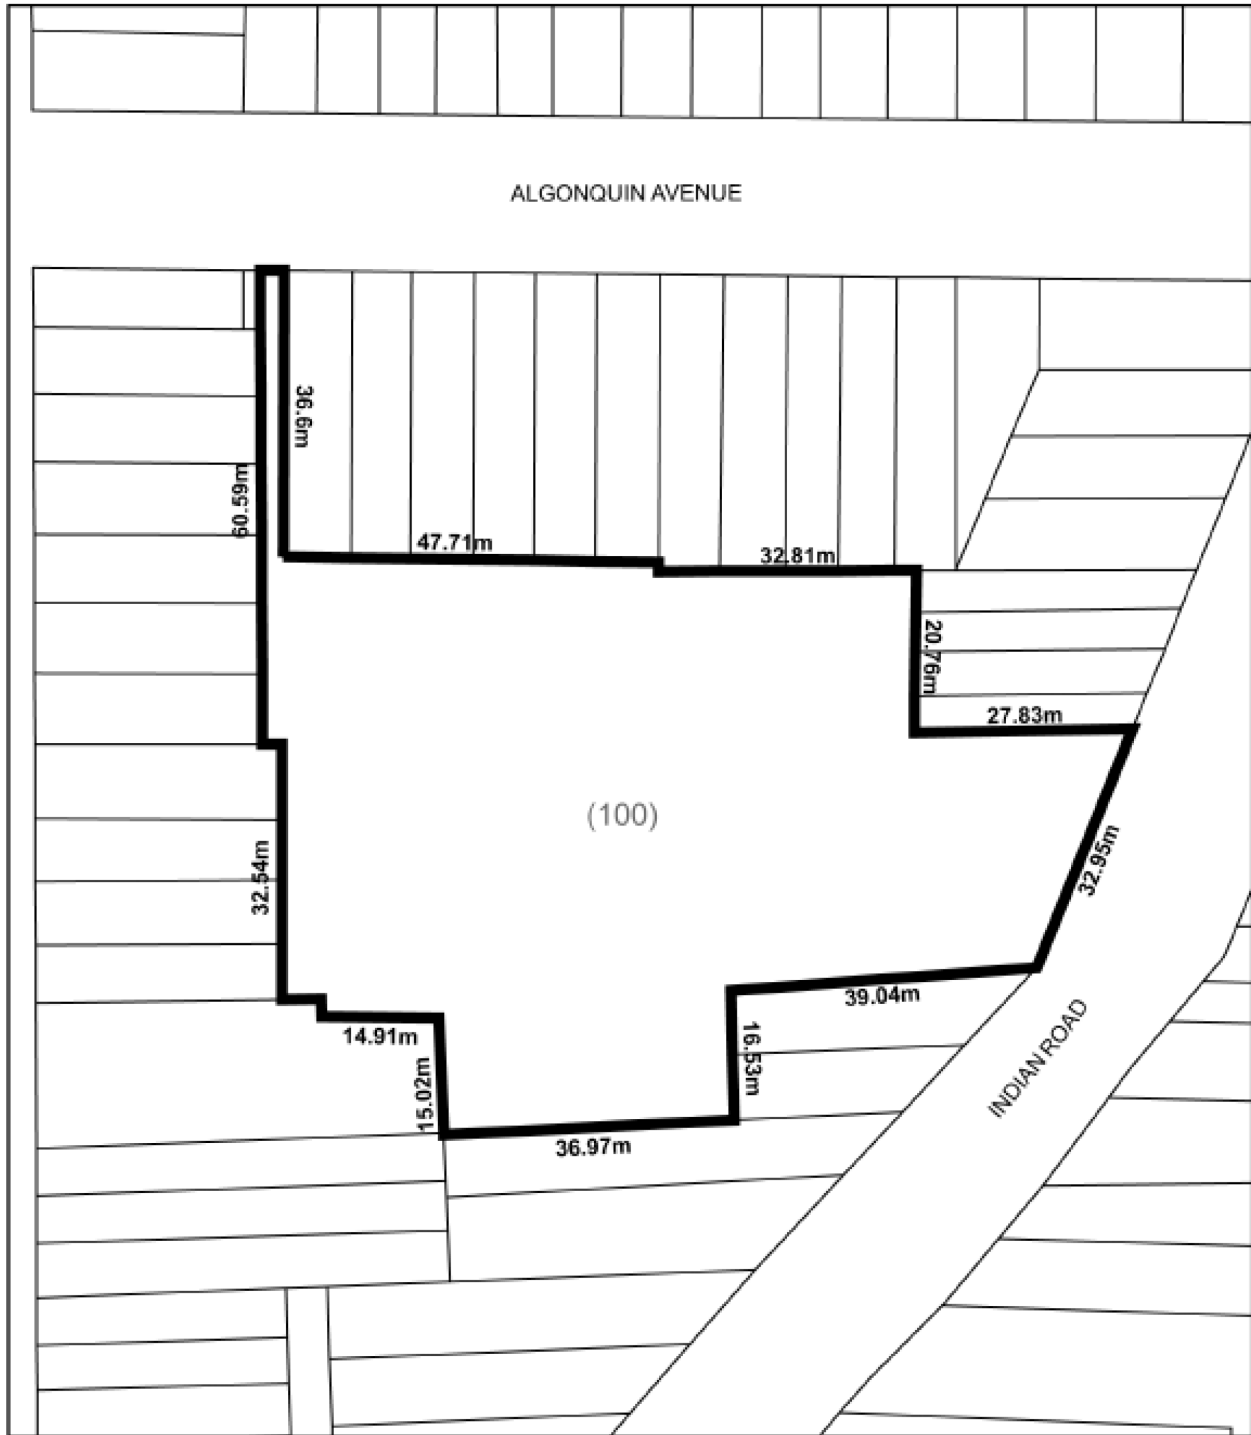 ALGONQUIN AVENUE
36.6m
60.59m
47.71m
32.81m
20.76m
27.83m
(100)
32.95m
32.54m
39.04m
14.91m
16.53m
15.02m
INDIAN ROAD
36.97m